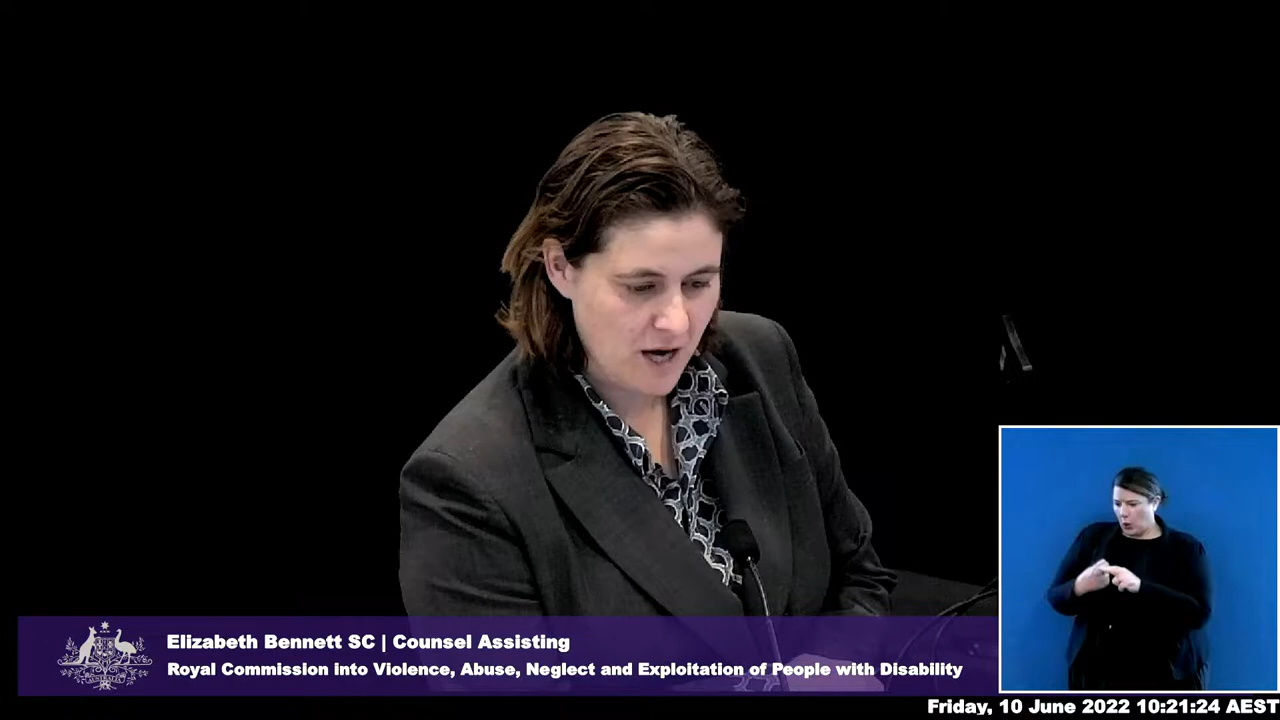 Elizabeth Bennett SC | Counsel Assisting
Royal Commission into Violence, Abuse, Neglect and Exploitation of People with Disability
AUSTRALIA
Friday, 10 June 2022 10:21:24 AEST